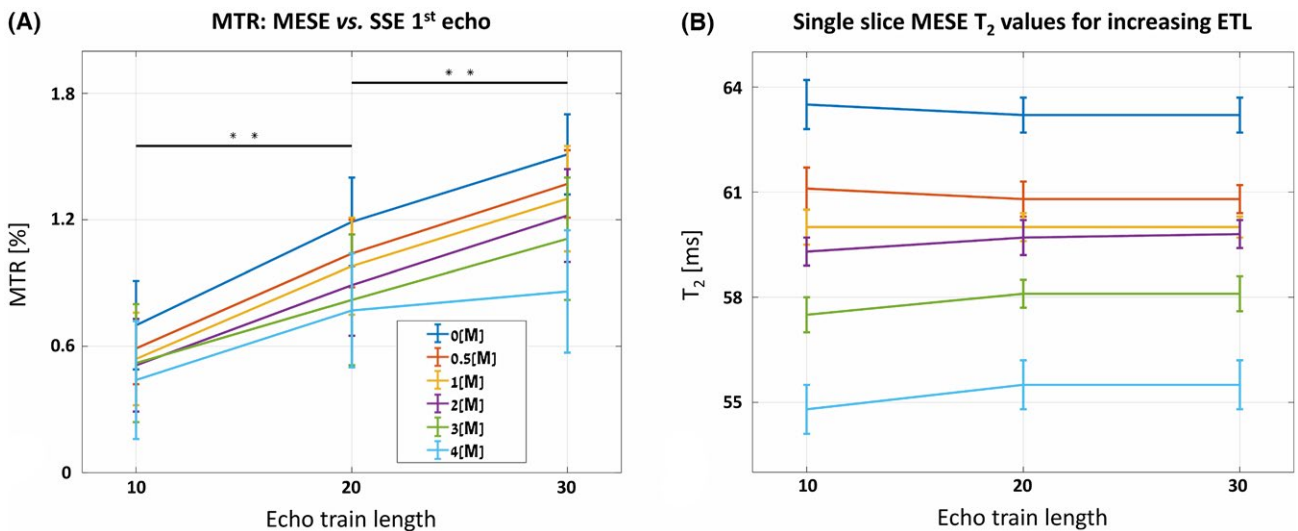 (A)
MTR: MESE vs. SSE 1st echo
MTR [%]
1.8
1.2
0.6
0
* *
* *
0[M]
0.5[M]
1[M]
2[M]
3[M]
4[M]
10 20 30
Echo train length
(B)
Single slice MESE T2 values for increasing ETL
T2 [ms]
64
61
58
55
10 20 30
Echo train length